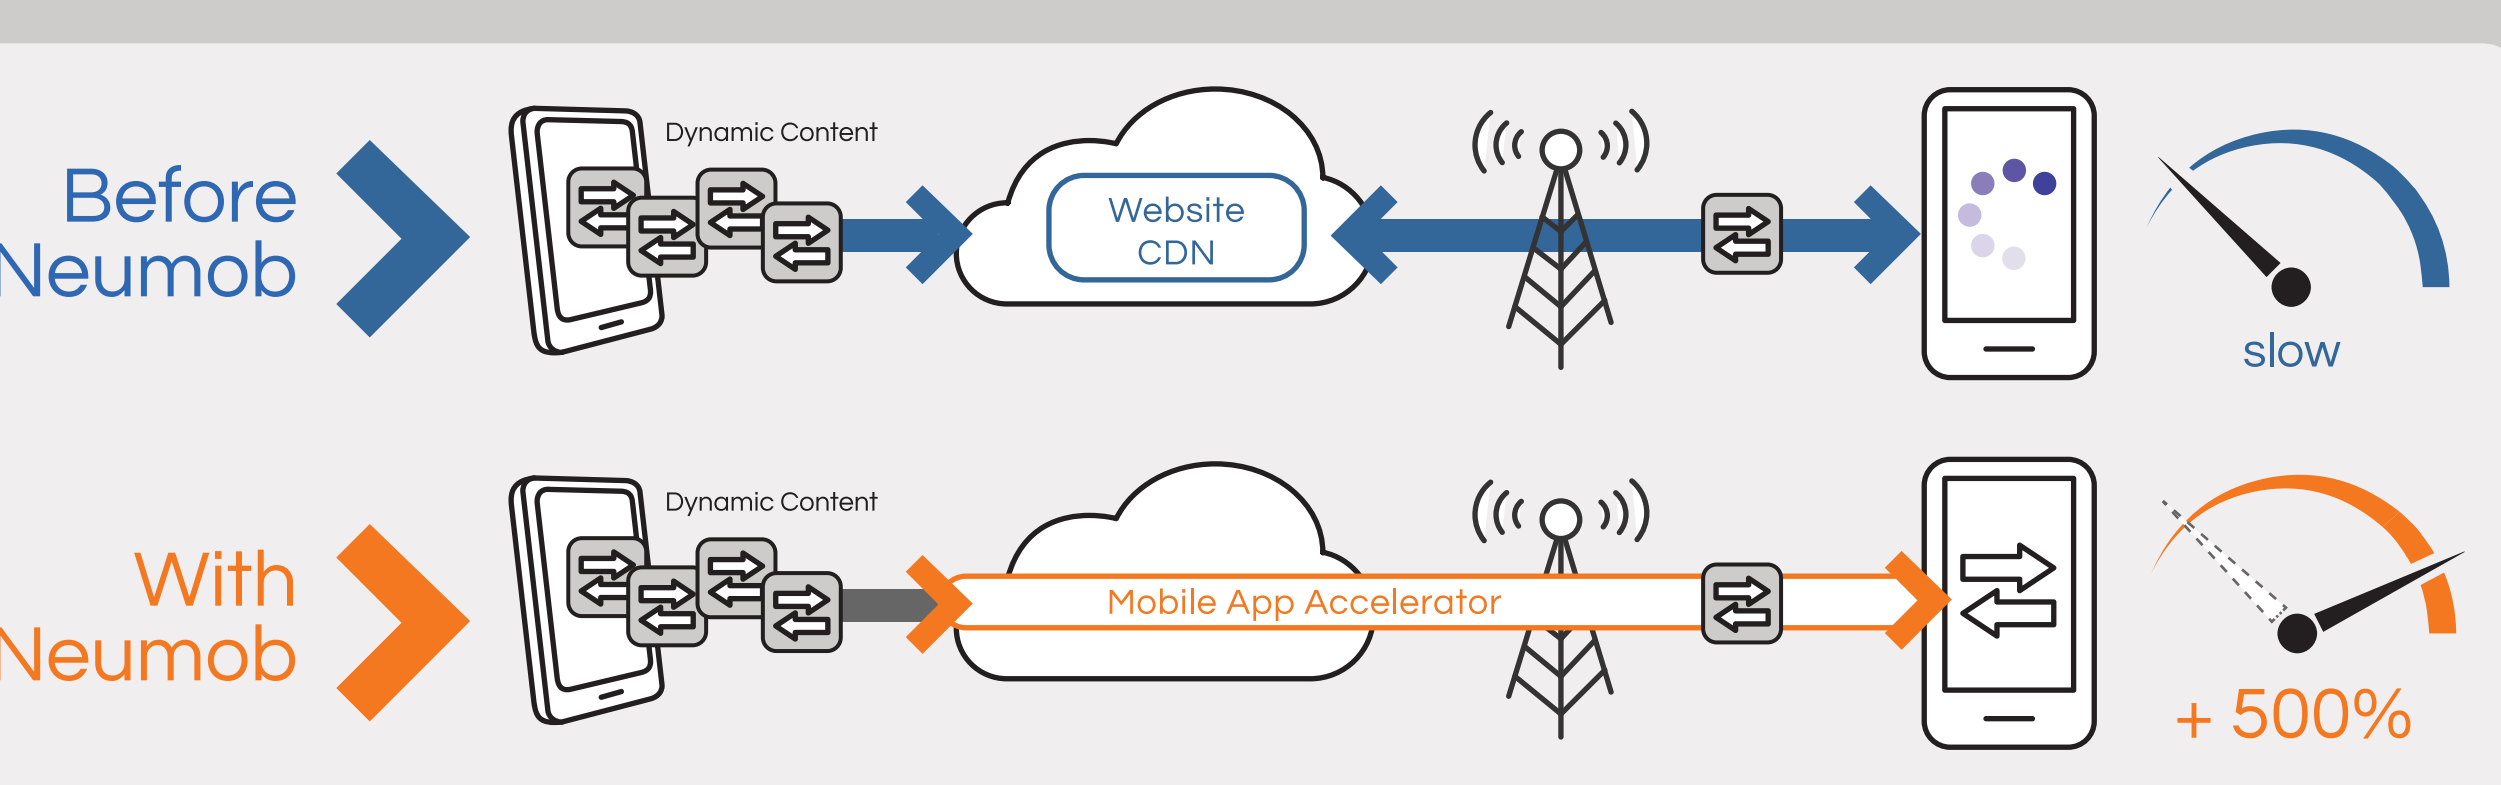 Before
Neumob
Dynamic Content
Website
CDN
slow
With
Neumob
Dynamic Content
Mobile App Accelerator
+ 500%